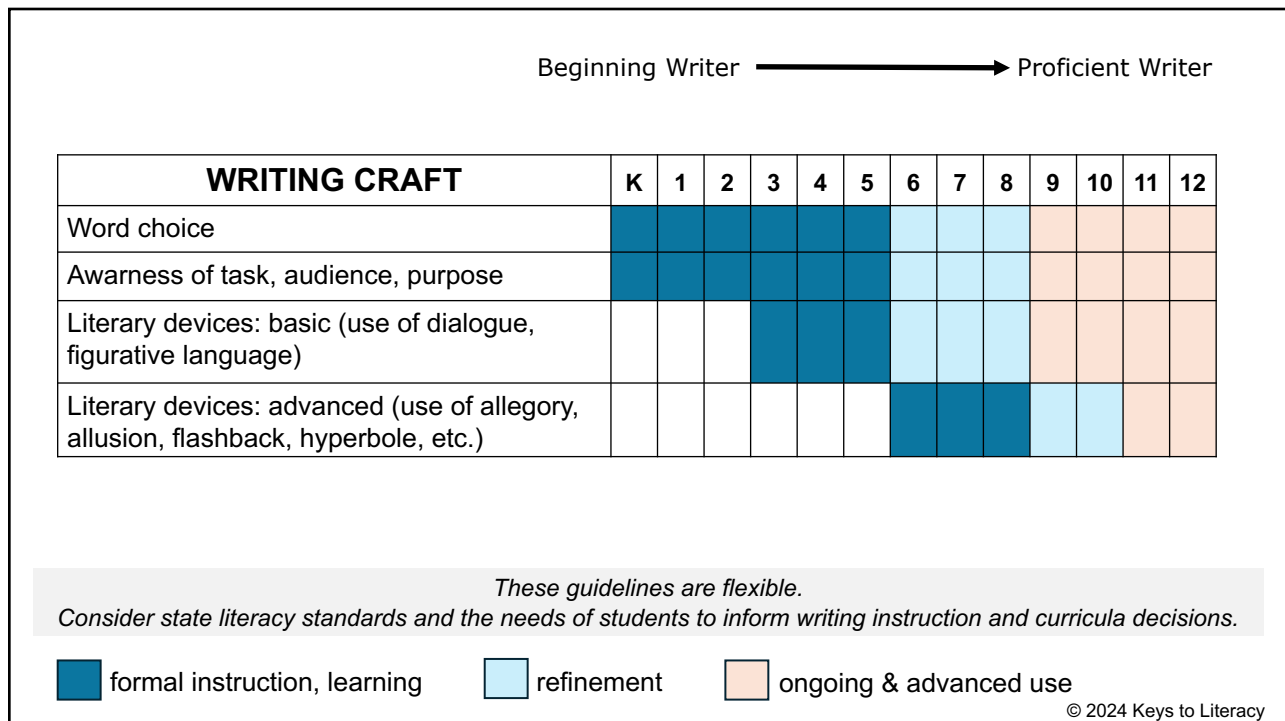 Beginning Writer Proficient Writer
WRITING CRAFT K 1 2 3 4 5 6 7 8 9 10 11 12
Word choice
Awarness of task, audience, purpose
Literary devices: basic (use of dialogue,
figurative language)
Literary devices: advanced (use of allegory,
allusion, flashback, hyperbole, etc.)
These guidelines are flexible.
Consider state literacy standards and the needs of students to inform writing instruction and curricula decisions.
formal instruction, learning refinement ongoing & advanced use
© 2024 Keys to Literacy